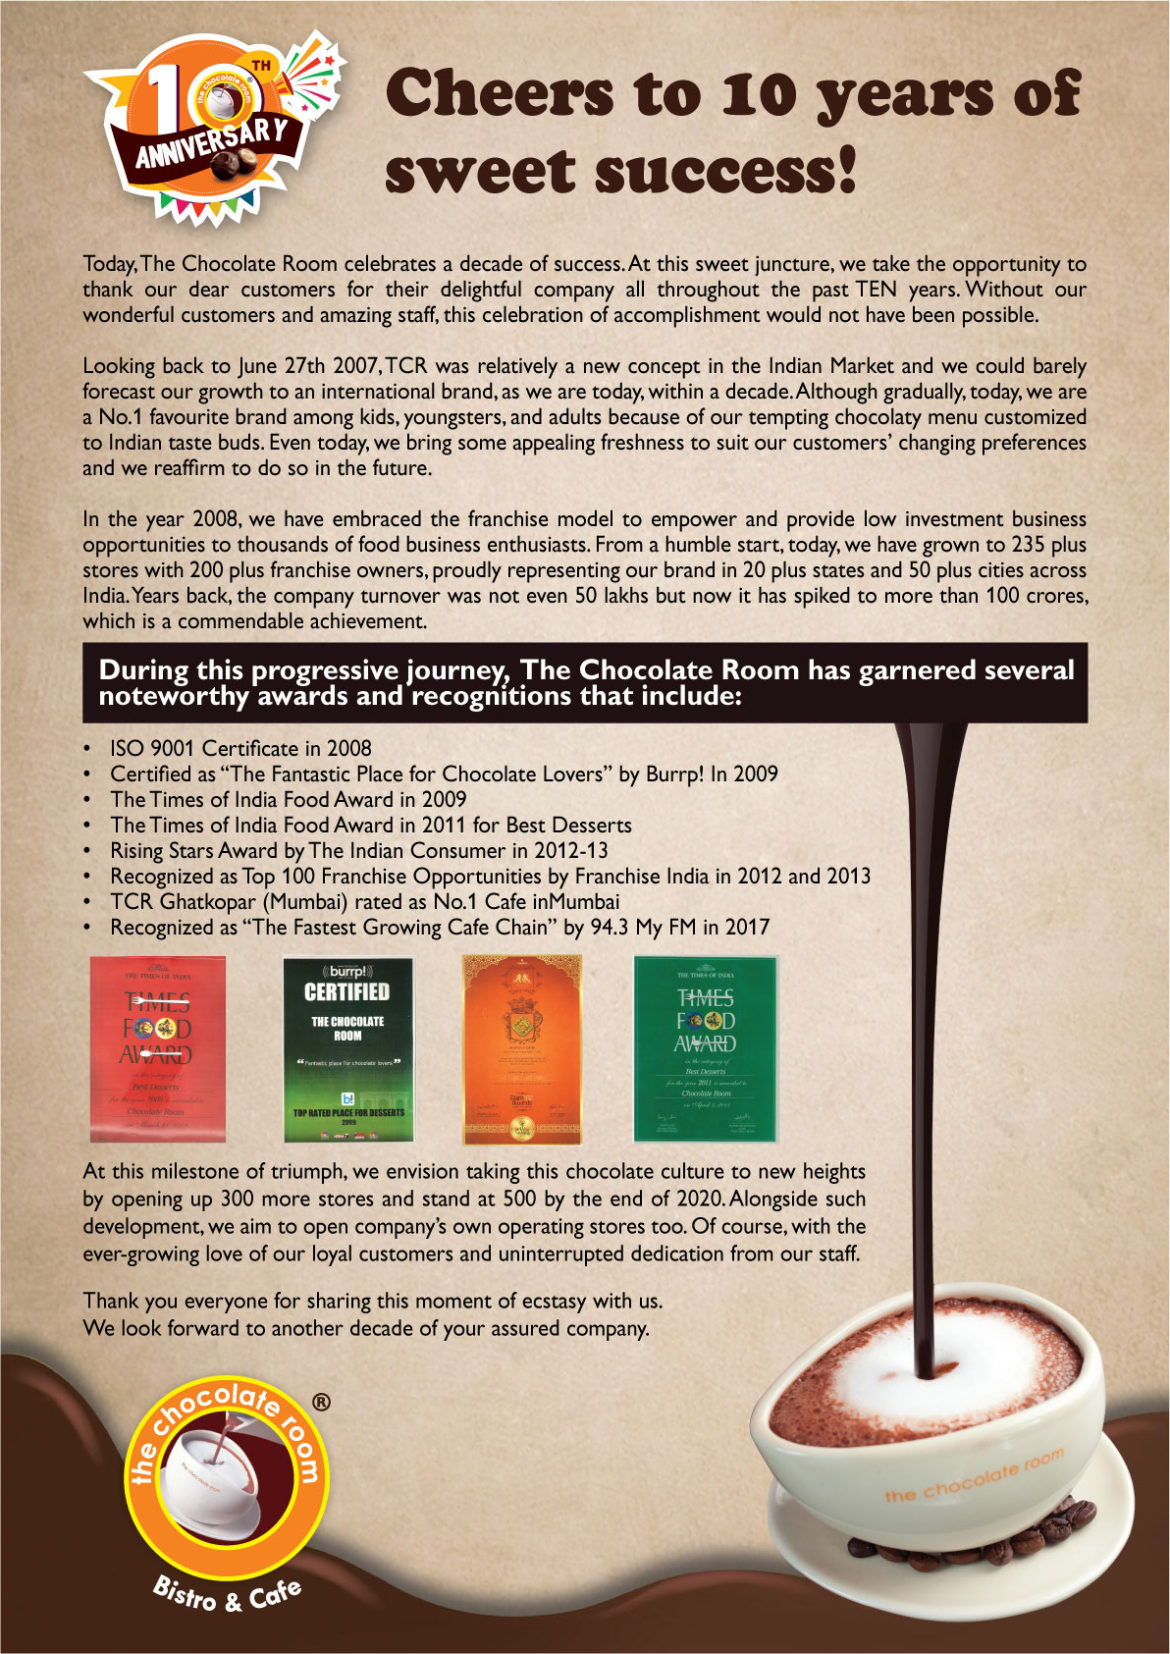 10TH
the chocolate room
ANNIVERSARY
Cheers to 10 years of
sweet success!
Today, The Chocolate Room celebrates a decade of success. At this sweet juncture, we take the opportunity to
thank our dear customers for their delightful company all throughout the past TEN years. Without our
wonderful customers and amazing staff, this celebration of accomplishment would not have been possible.
Looking back to June 27th 2007, TCR was relatively a new concept in the Indian Market and we could barely
forecast our growth to an international brand, as we are today, within a decade. Although gradually, today, we are
a No.1 favourite brand among kids, youngsters, and adults because of our tempting chocolaty menu customized
to Indian taste buds. Even today, we bring some appealing freshness to suit our customers' changing preferences
and we reaffirm to do so in the future.
In the year 2008, we have embraced the franchise model to empower and provide low investment business
opportunities to thousands of food business enthusiasts. From a humble start, today, we have grown to 235 plus
stores with 200 plus franchise owners, proudly representing our brand in 20 plus states and 50 plus cities across
India. Years back, the company turnover was not even 50 lakhs but now it has spiked to more than 100 crores,
which is a commendable achievement.
During this progressive journey, The Chocolate Room has garnered several
noteworthy awards and recognitions that include:
• ISO 9001 Certificate in 2008
• Certified as "The Fantastic Place for Chocolate Lovers" by Burrp! In 2009
• The Times of India Food Award in 2009
• The Times of India Food Award in 2011 for Best Desserts
• Rising Stars Award by The Indian Consumer in 2012-13
• Recognized as Top 100 Franchise Opportunities by Franchise India in 2012 and 2013
• TCR Ghatkopar (Mumbai) rated as No.1 Cafe inMumbai
• Recognized as "The Fastest Growing Cafe Chain" by 94.3 My FM in 2017
THE TIMES OF INDIA
TIMES
FOOD
AWARD
in the category of
Best Desserts
for the year 2009 is awarded to
Chocolate Room
burrp!
CERTIFIED
THE CHOCOLATE
ROOM
"Fantastic place for chocolate lovers"
b!
TOP RATED PLACE FOR DESSERTS
2009
THE TIMES OF INDIA
TIMES
FOOD
AWARD
in the category of
Best Desserts
for the year 2011 is awarded to
Chocolate Room
At this milestone of triumph, we envision taking this chocolate culture to new heights
by opening up 300 more stores and stand at 500 by the end of 2020. Alongside such
development, we aim to open company's own operating stores too. Of course, with the
ever-growing love of our loyal customers and uninterrupted dedication from our staff.
Thank you everyone for sharing this moment of ecstasy with us.
We look forward to another decade of your assured company.
the chocolate room ®
the chocolate room
Bistro & Cafe
the chocolate room